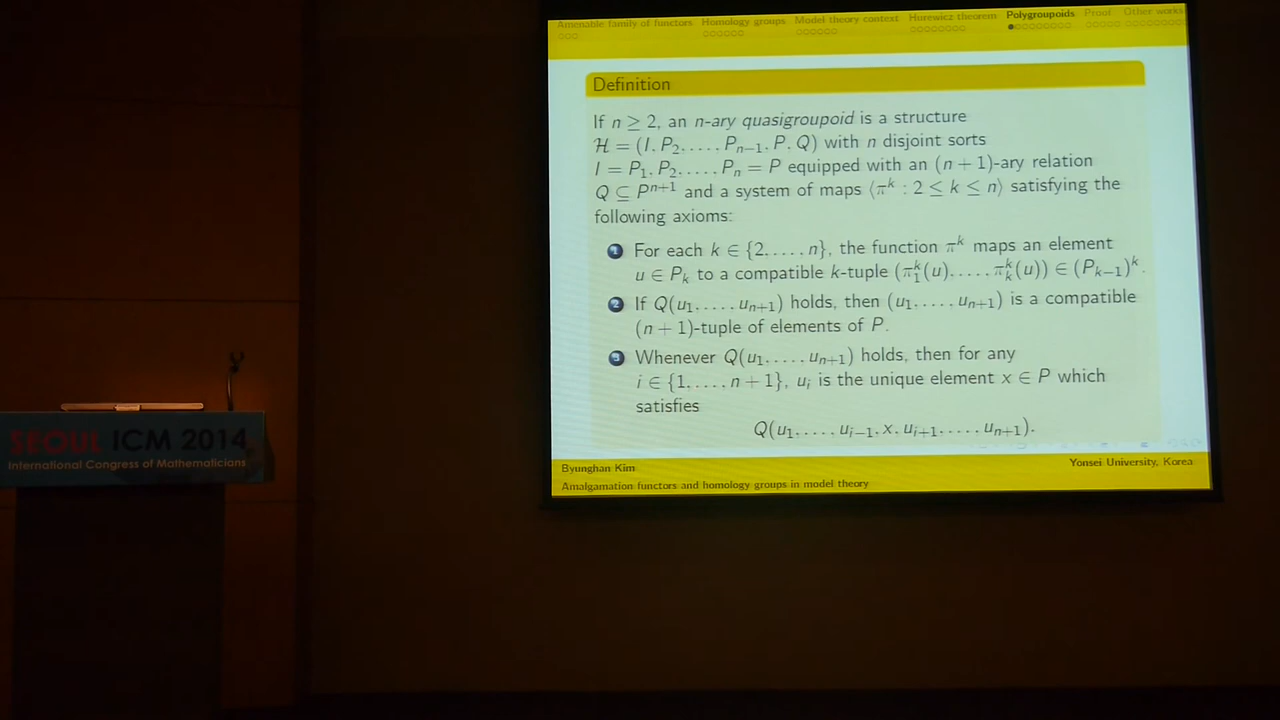 Amenable family of functors Homology groups Model theory context Hurewicz theorem Polygroupoids Proof Other works
Definition
If n ≥ 2, an n-ary quasigroupoid is a structure
ℋ = (I, P₂, . . . , Pₙ₋₁, P, Q) with n disjoint sorts
I = P₁, P₂, . . . , Pₙ = P equipped with an (n + 1)-ary relation
Q ⊆ Pⁿ⁺¹ and a system of maps ⟨πᵏ : 2 ≤ k ≤ n⟩ satisfying the
following axioms:
1 For each k ∈ {2, . . . , n}, the function πᵏ maps an element
u ∈ Pₖ to a compatible k-tuple (π₁ᵏ(u), . . . , πₖᵏ(u)) ∈ (Pₖ₋₁)ᵏ.
2 If Q(u₁, . . . , uₙ₊₁) holds, then (u₁, . . . , uₙ₊₁) is a compatible
(n + 1)-tuple of elements of P.
3 Whenever Q(u₁, . . . , uₙ₊₁) holds, then for any
i ∈ {1, . . . , n + 1}, uᵢ is the unique element x ∈ P which
satisfies
Q(u₁, . . . , uᵢ₋₁, x, uᵢ₊₁, . . . , uₙ₊₁).
Byunghan Kim Yonsei University, Korea
Amalgamation functors and homology groups in model theory
SEOUL ICM 2014
International Congress of Mathematicians